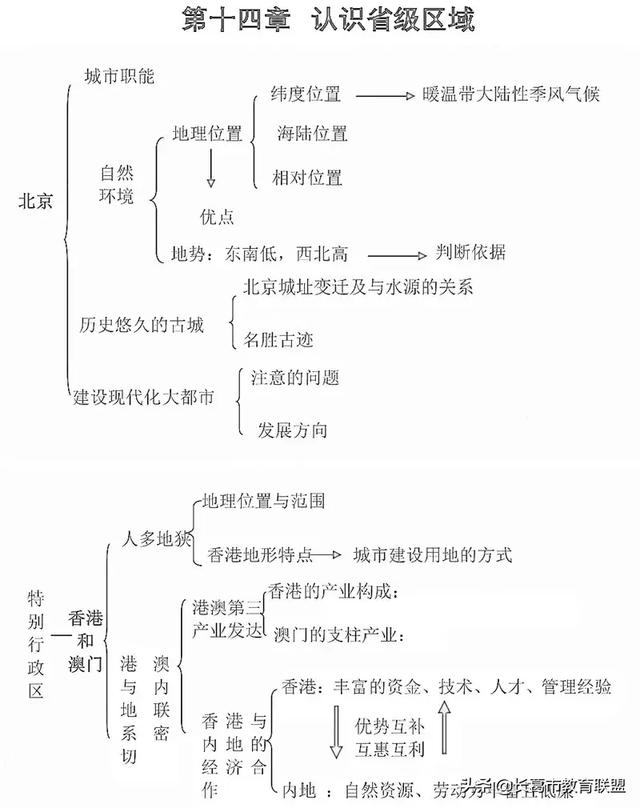 第十四章 认识省级区域
城市职能
纬度位置
暖温带大陆性季风气候
地理位置
海陆位置
自然
环境
相对位置
北京
优点
地势：东南低，西北高
判断依据
北京城址变迁及与水源的关系
历史悠久的古城
名胜古迹
注意的问题
建设现代化大都市
发展方向
地理位置与范围
人多地狭
香港地形特点
城市建设用地的方式
特别行政区
香港
和
澳门
港澳第三
产业发达
香港的产业构成：
澳门的支柱产业：
港澳
与内
地联
系密
切
香港与
内地的
经济合
作
香港：丰富的资金、技术、人才、管理经验
优势互补
互惠互利
内地：自然资源、劳动力
头条@长葛市教育联盟